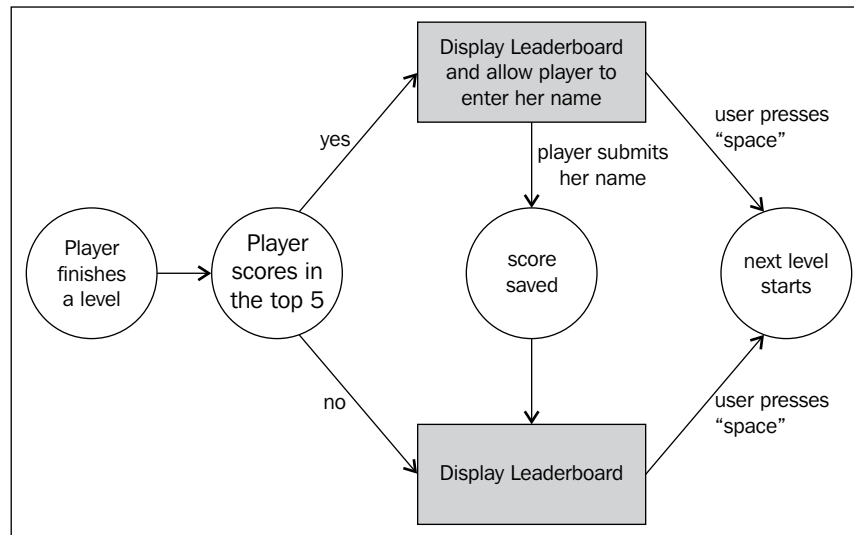 Display Leaderboard
and allow player to
enter her name
user presses
“space”
yes
player submits
her name
Player
finishes
a level
Player
scores in
the top 5
score
saved
next level
starts
no
user presses
“space”
Display Leaderboard